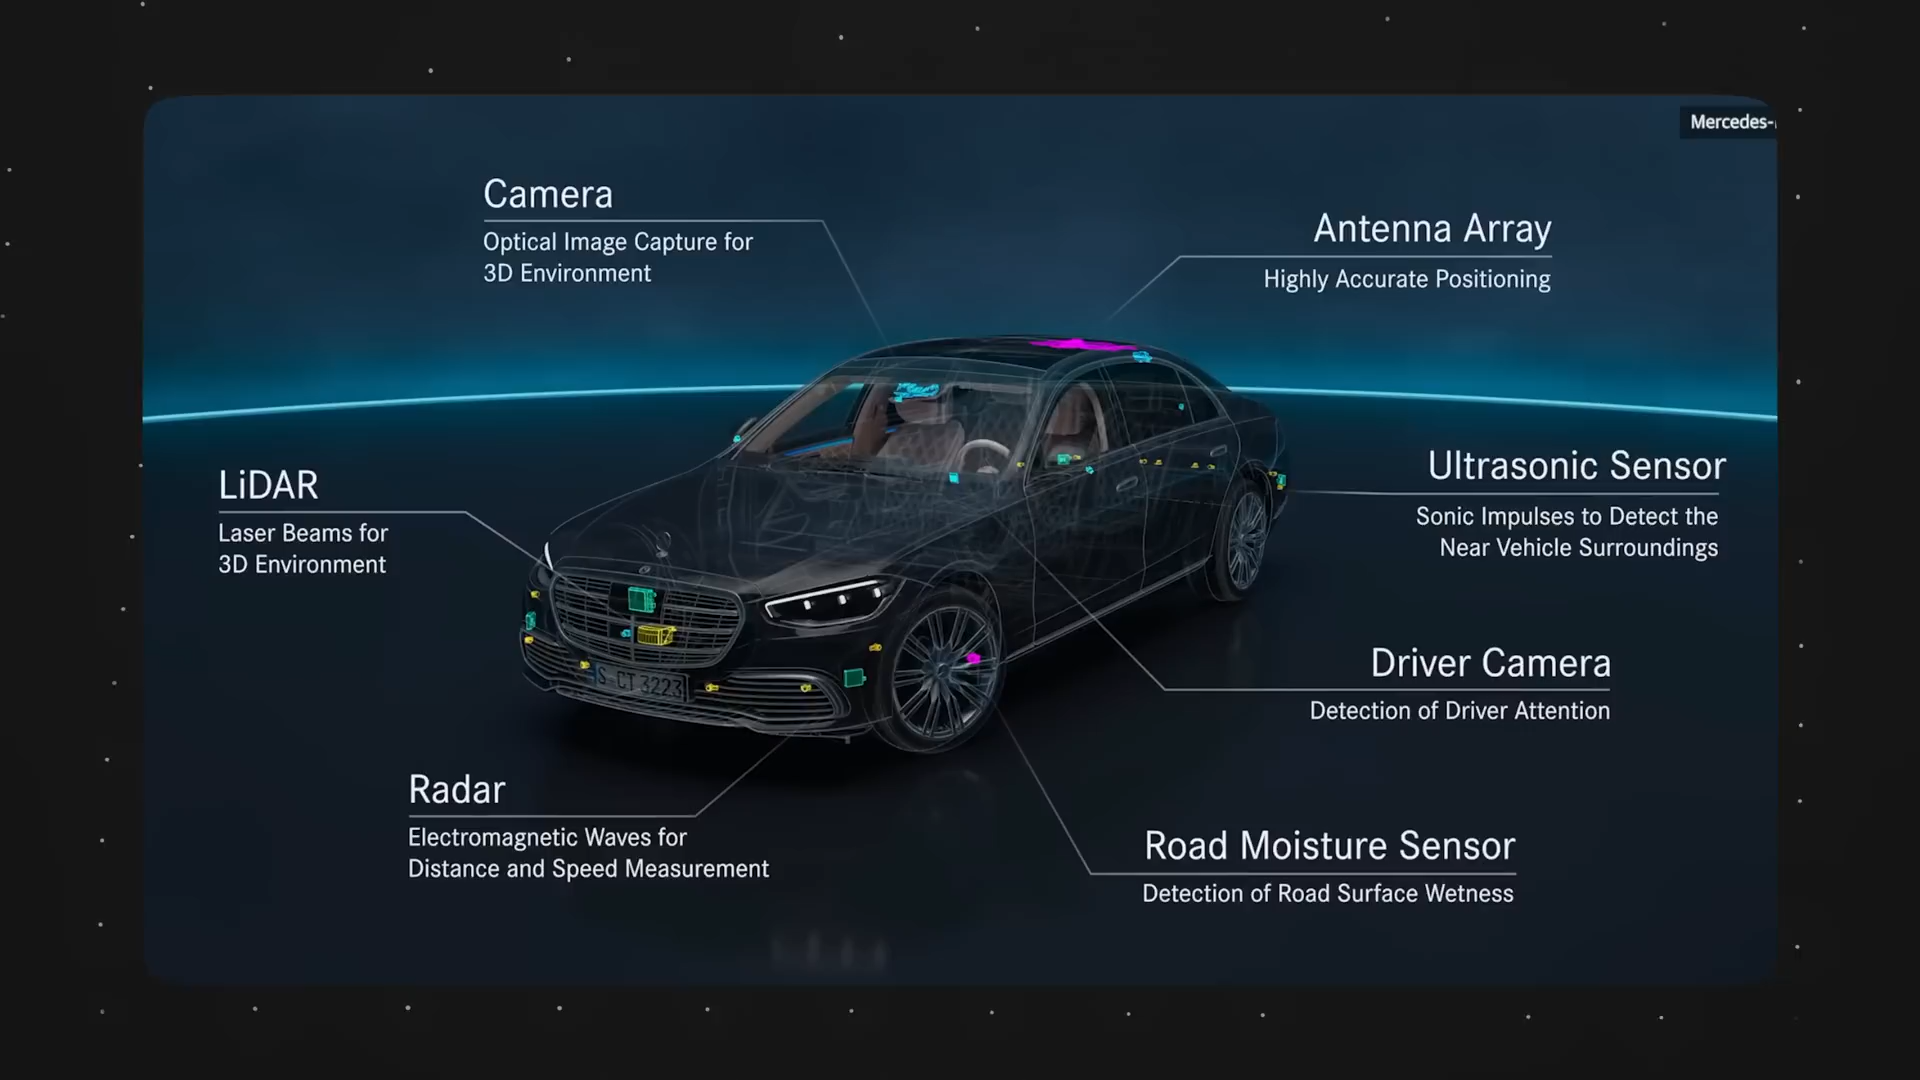 Mercedes-
Camera
Optical Image Capture for
3D Environment
Antenna Array
Highly Accurate Positioning
LiDAR
Laser Beams for
3D Environment
Ultrasonic Sensor
Sonic Impulses to Detect the
Near Vehicle Surroundings
S CT 3223
Driver Camera
Detection of Driver Attention
Radar
Electromagnetic Waves for
Distance and Speed Measurement
Road Moisture Sensor
Detection of Road Surface Wetness